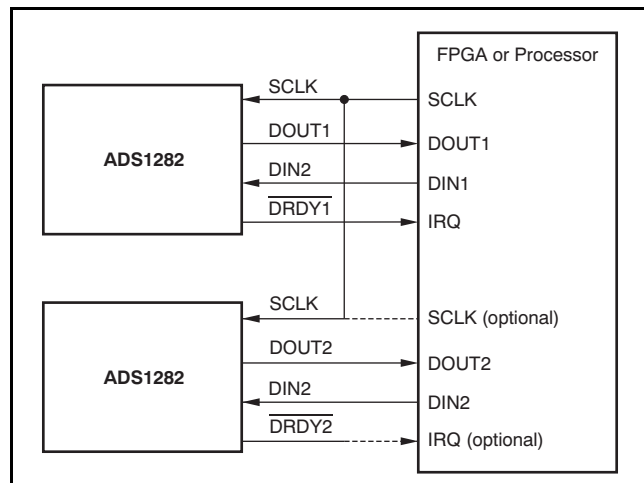 FPGA or Processor
SCLK
SCLK
DOUT1
DOUT1
ADS1282
DIN2
DIN1
DRDY1
IRQ
SCLK
SCLK (optional)
DOUT2
DOUT2
ADS1282
DIN2
DIN2
DRDY2
IRQ (optional)